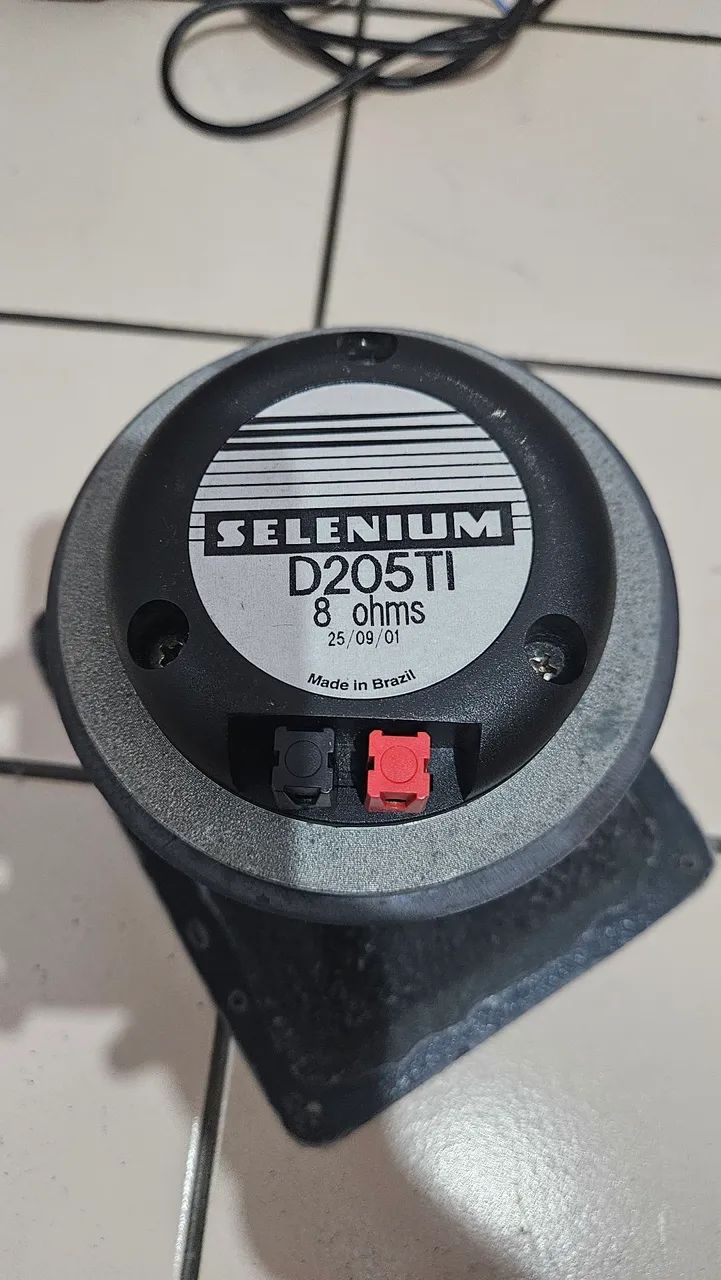 SELENIUM
D205TI
8 ohms
25/09/01
Made in Brazil